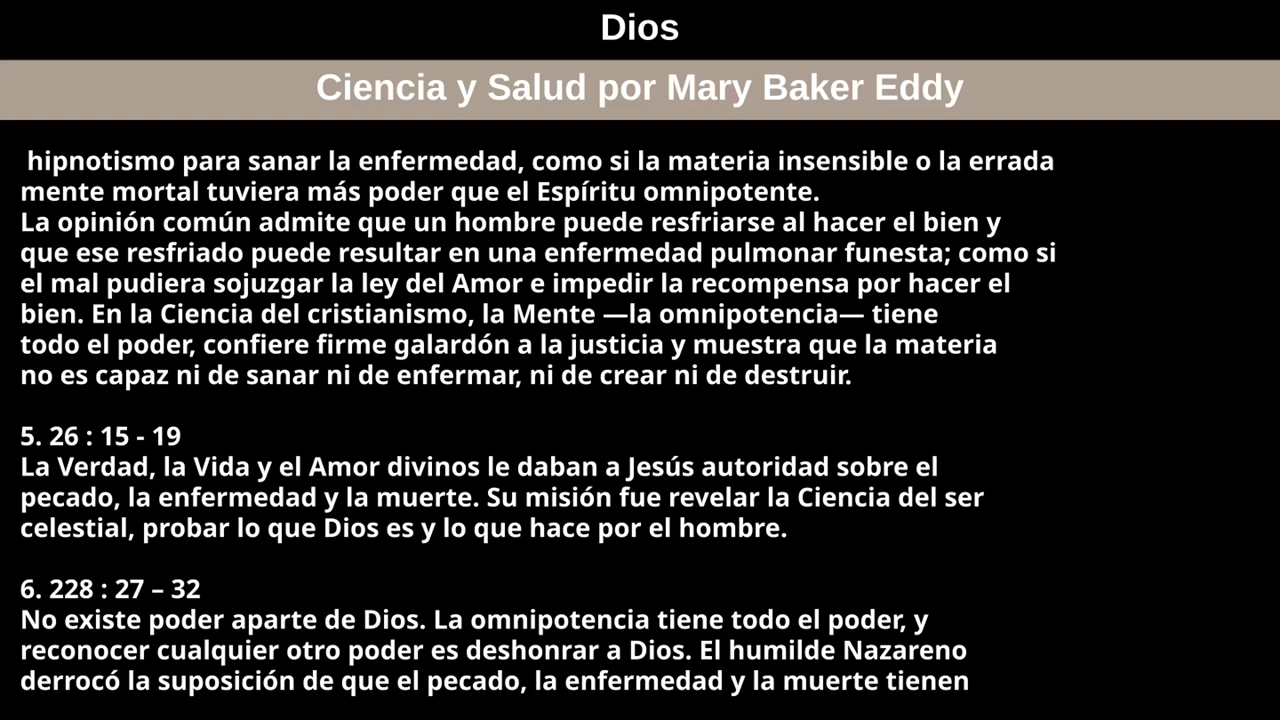 Dios
Ciencia y Salud por Mary Baker Eddy
hipnotismo para sanar la enfermedad, como si la materia insensible o la errada
mente mortal tuviera más poder que el Espíritu omnipotente.
La opinión común admite que un hombre puede resfriarse al hacer el bien y
que ese resfriado puede resultar en una enfermedad pulmonar funesta; como si
el mal pudiera sojuzgar la ley del Amor e impedir la recompensa por hacer el
bien. En la Ciencia del cristianismo, la Mente —la omnipotencia— tiene
todo el poder, confiere firme galardón a la justicia y muestra que la materia
no es capaz ni de sanar ni de enfermar, ni de crear ni de destruir.
5. 26 : 15 - 19
La Verdad, la Vida y el Amor divinos le daban a Jesús autoridad sobre el
pecado, la enfermedad y la muerte. Su misión fue revelar la Ciencia del ser
celestial, probar lo que Dios es y lo que hace por el hombre.
6. 228 : 27 – 32
No existe poder aparte de Dios. La omnipotencia tiene todo el poder, y
reconocer cualquier otro poder es deshonrar a Dios. El humilde Nazareno
derrocó la suposición de que el pecado, la enfermedad y la muerte tienen